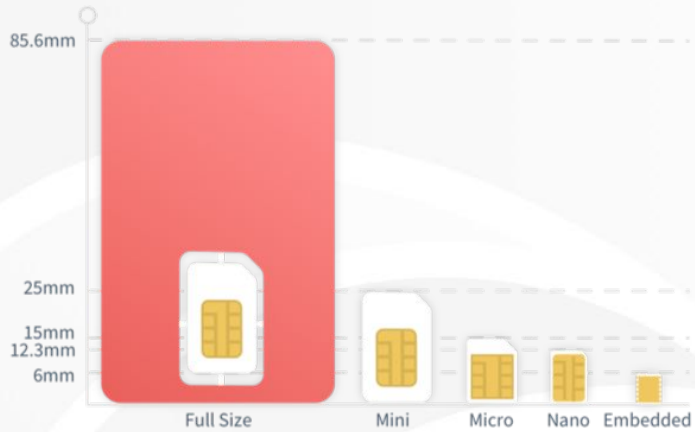 85.6mm
25mm
15mm
12.3mm
6mm
Full Size Mini Micro Nano Embedded